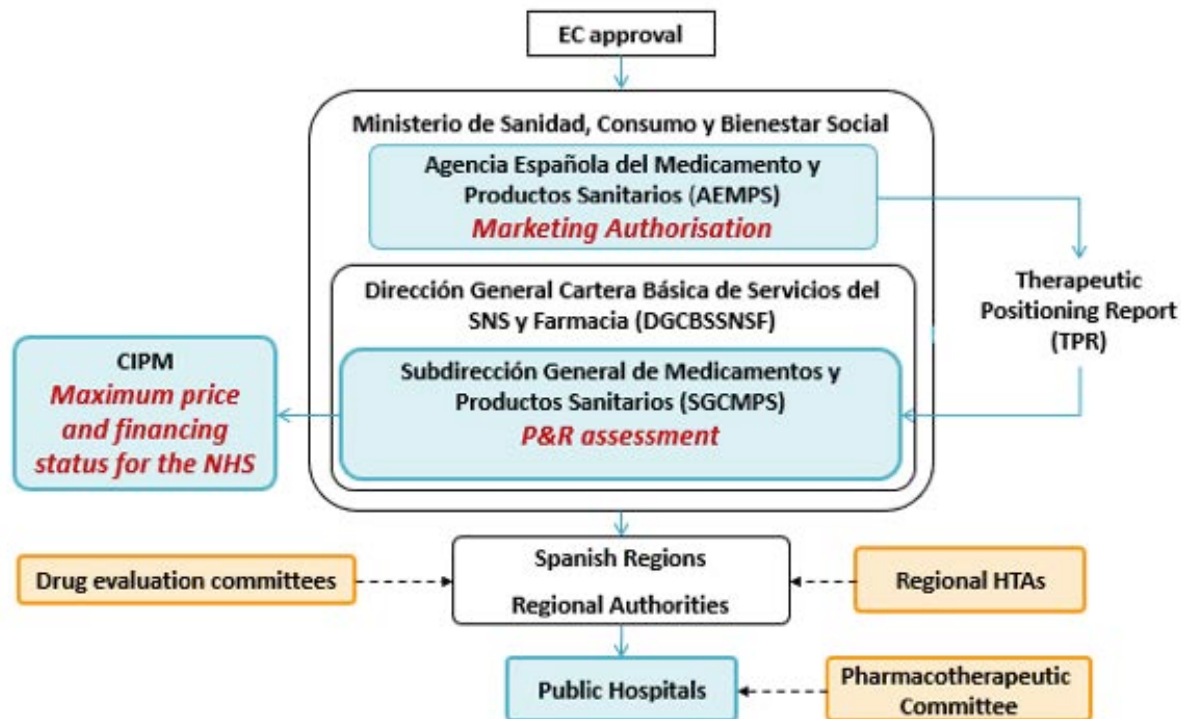 EC approval
Ministerio de Sanidad, Consumo y Bienestar Social
Agencia Española del Medicamento y
Productos Sanitarios (AEMPS)
Marketing Authorisation
Therapeutic
Positioning Report
(TPR)
Dirección General Cartera Básica de Servicios del
SNS y Farmacia (DGCBSSNSF)
Subdirección General de Medicamentos y
Productos Sanitarios (SGCMPS)
P&R assessment
CIPM
Maximum price
and financing
status for the NHS
Drug evaluation committees
Spanish Regions
Regional Authorities
Regional HTAs
Public Hospitals
Pharmacotherapeutic
Committee